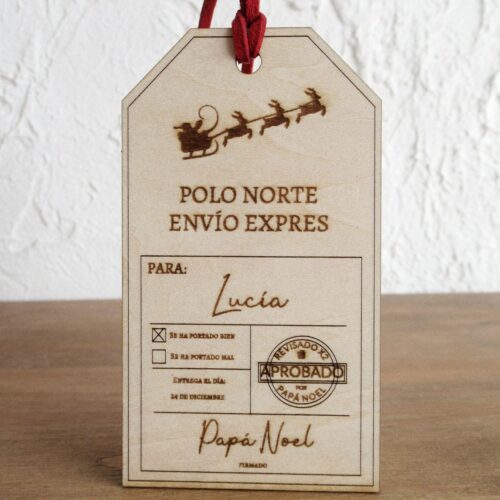 POLO NORTE
ENVÍO EXPRES
PARA:
Lucía
SE HA PORTADO BIEN
SE HA PORTADO MAL
ENTREGA EL DÍA:
24 DE DICIEMBRE
REVISADO X2
APROBADO
POR
PAPÁ NOEL
Papá Noel
FIRMADO